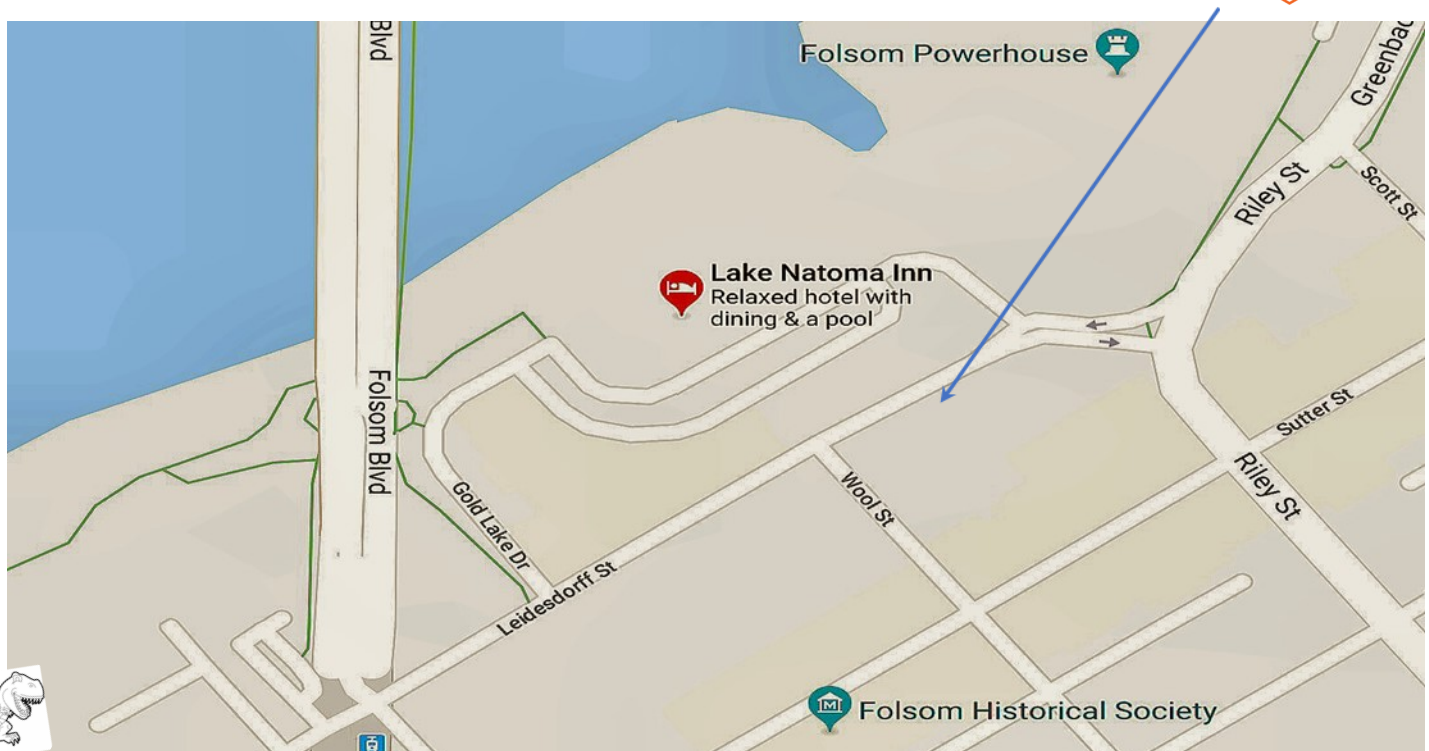 Blvd
Folsom Powerhouse
Greenbac
Riley St
Scott St
Lake Natoma Inn
Relaxed hotel with
dining & a pool
Folsom Blvd
Sutter St
Riley St
Wool St
Gold Lake Dr
Leidesdorff St
M
Folsom Historical Society